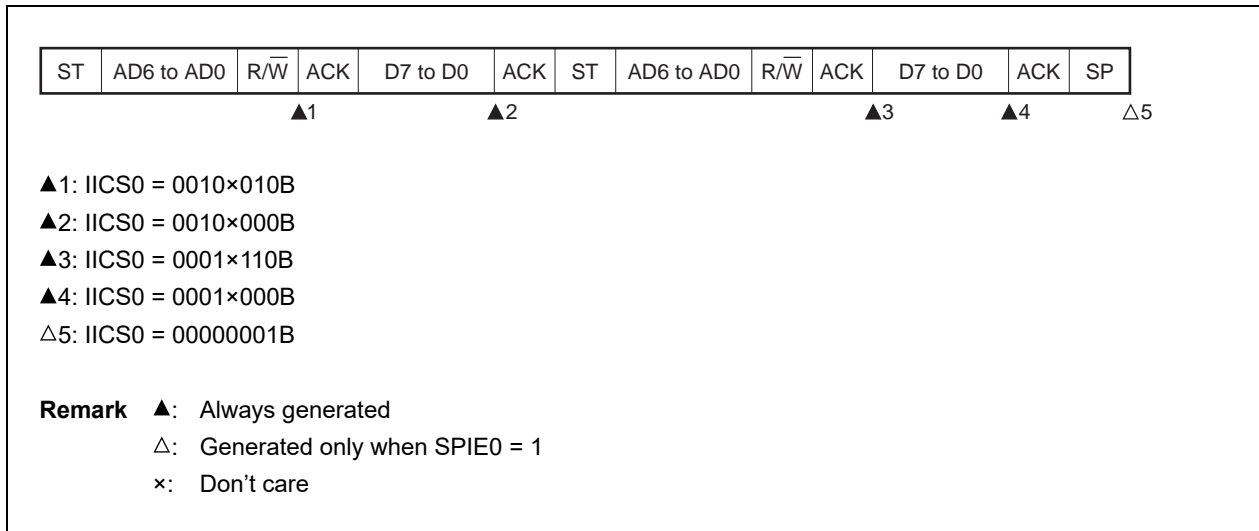 ST AD6 to AD0 R/W̅ ACK D7 to D0 ACK ST AD6 to AD0 R/W̅ ACK D7 to D0 ACK SP
▲1 ▲2 ▲3 ▲4 △5
▲1: IICS0 = 0010×010B
▲2: IICS0 = 0010×000B
▲3: IICS0 = 0001×110B
▲4: IICS0 = 0001×000B
△5: IICS0 = 00000001B
Remark ▲: Always generated
△: Generated only when SPIE0 = 1
×: Don't care